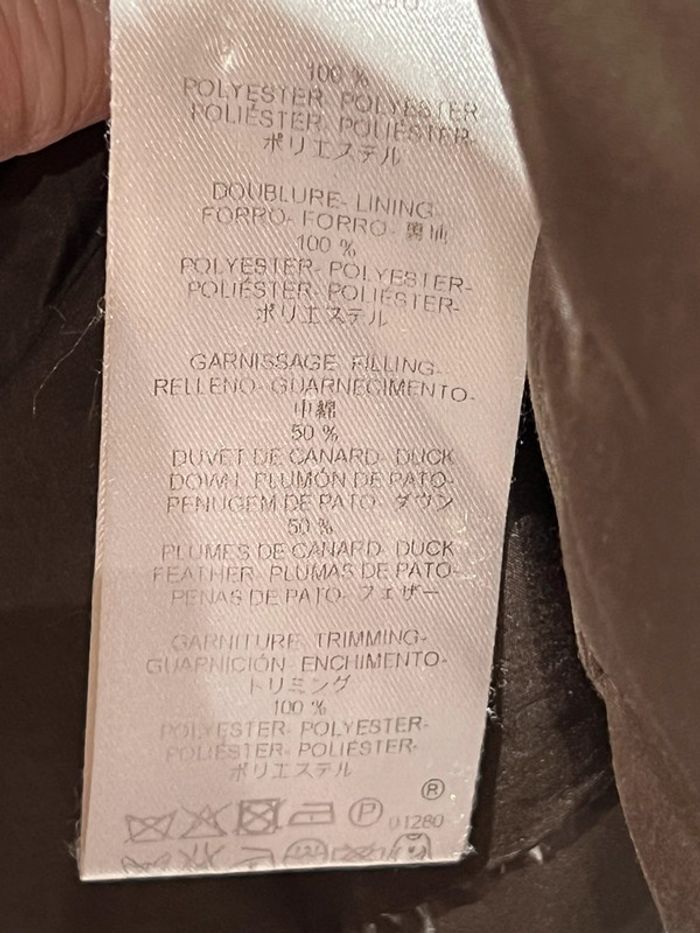 100 %
POLYESTER POLYESTER
POLIÉSTER- POLIÉSTER-
ポリエステル
DOUBLURE- LINING-
FORRO- FORRO-
100 %
POLYESTER- POLYESTER-
POLIÉSTER- POLIÉSTER-
ポリエステル
GARNISSAGE FILLING-
RELLENO- GUARNECIMENTO-
中綿
50 %
DUVET DE CANARD- DUCK
DOWN- PLUMÓN DE PATO-
PENUGEM DE PATO- ダウン
50 %
PLUMES DE CANARD- DUCK
FEATHER- PLUMAS DE PATO-
PENAS DE PATO- フェザー
GARNITURE TRIMMING-
GUARNICIÓN- ENCHIMENTO-
トリミング
100 %
POLYESTER- POLYESTER-
POLIÉSTER- POLIÉSTER-
ポリエステル
®
P 01280